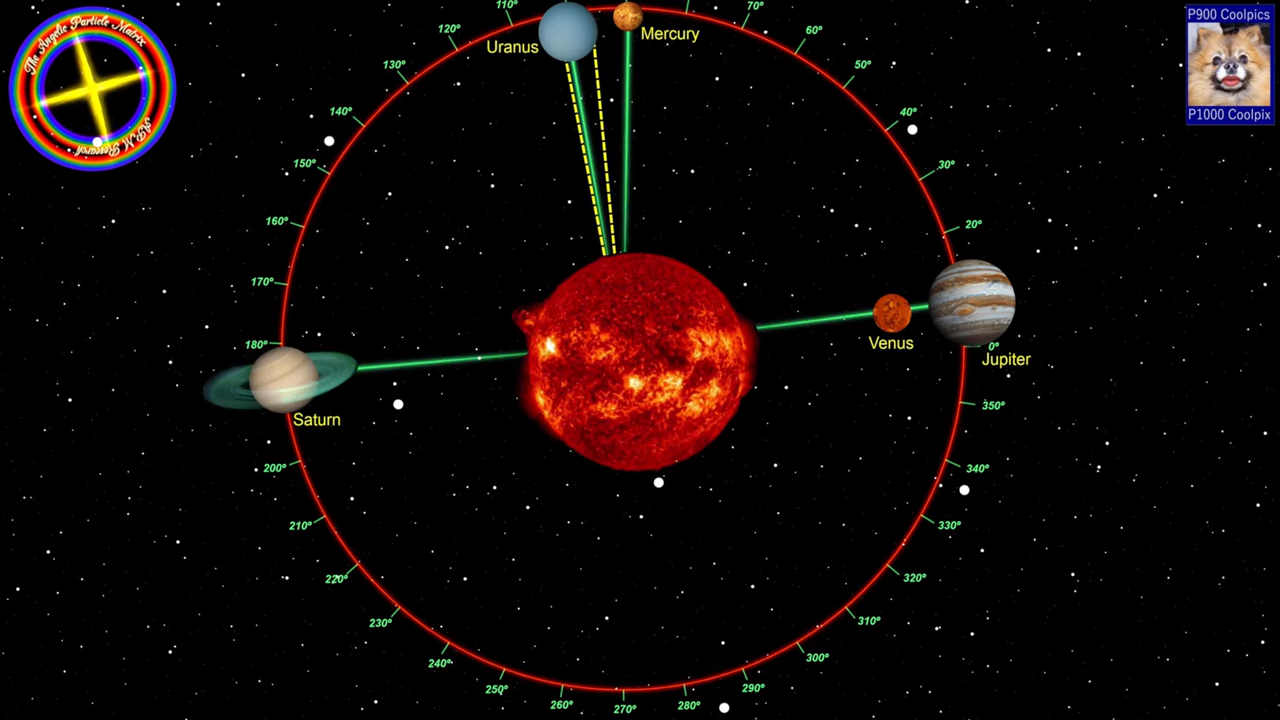 The Angelic Particle Matrix
A.P.M Research
P900 Coolpics
P1000 Coolpix
Uranus
Mercury
Venus
Jupiter
Saturn
110º
70º
120º
60º
130º
50º
140º
40º
150º
30º
160º
20º
170º
180º
0º
350º
200º
340º
210º
330º
220º
320º
230º
310º
240º
300º
250º
290º
260º
270º
280º